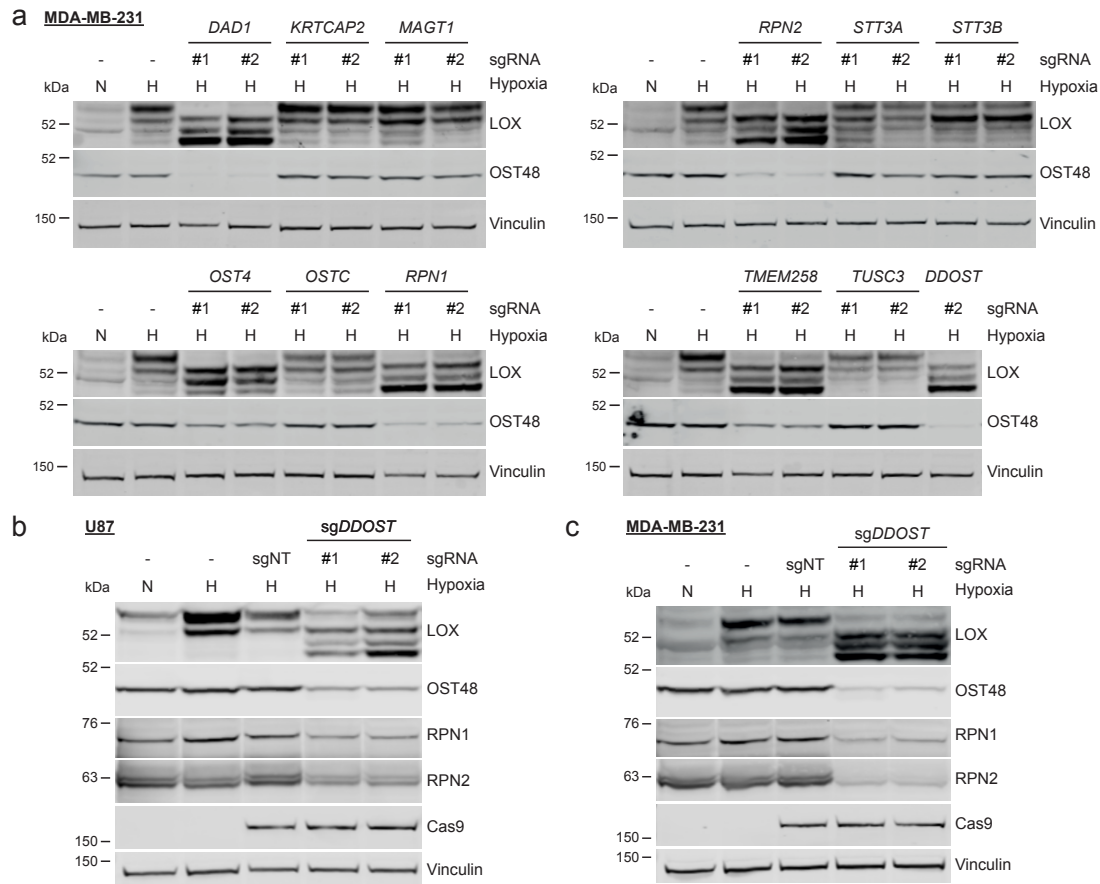 a MDA-MB-231
DAD1 KRTCAP2 MAGT1
- - #1 #2 #1 #2 #1 #2 sgRNA
kDa N H H H H H H H Hypoxia
52 LOX
52 OST48
150 Vinculin
RPN2 STT3A STT3B
- - #1 #2 #1 #2 #1 #2 sgRNA
kDa N H H H H H H H Hypoxia
52 LOX
52 OST48
150 Vinculin
OST4 OSTC RPN1
- - #1 #2 #1 #2 #1 #2 sgRNA
kDa N H H H H H H H Hypoxia
52 LOX
52 OST48
150 Vinculin
TMEM258 TUSC3 DDOST
- - #1 #2 #1 #2 #2 sgRNA
kDa N H H H H H H Hypoxia
52 LOX
52 OST48
150 Vinculin
b U87
sgDDOST
- - sgNT #1 #2 sgRNA
kDa N H H H H Hypoxia
52 LOX
52 OST48
76 RPN1
63 RPN2
Cas9
150
150 Vinculin
c MDA-MB-231
sgDDOST
- - sgNT #1 #2 sgRNA
kDa N H H H H Hypoxia
52 LOX
52 OST48
76 RPN1
63 RPN2
Cas9
150
150 Vinculin